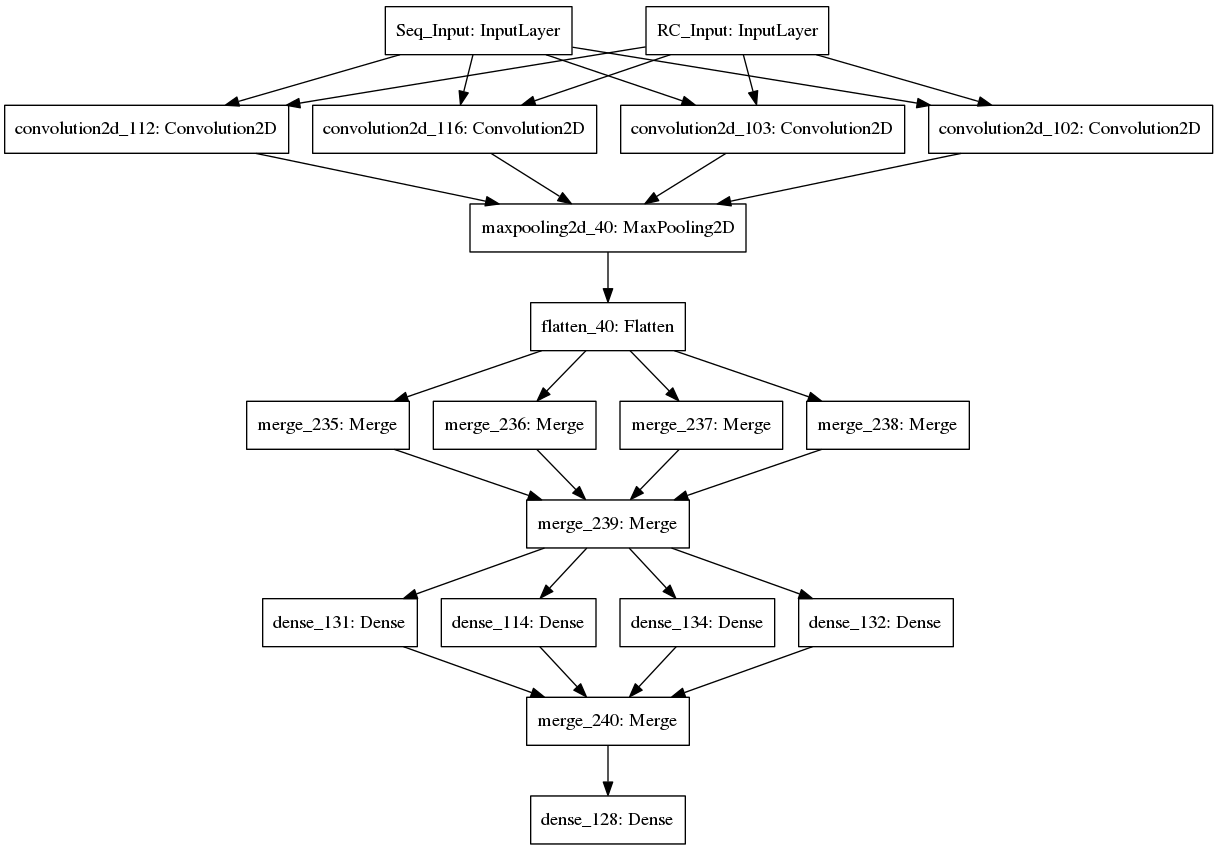 Seq_Input: InputLayer
RC_Input: InputLayer
convolution2d_112: Convolution2D
convolution2d_116: Convolution2D
convolution2d_103: Convolution2D
convolution2d_102: Convolution2D
maxpooling2d_40: MaxPooling2D
flatten_40: Flatten
merge_235: Merge
merge_236: Merge
merge_237: Merge
merge_238: Merge
merge_239: Merge
dense_131: Dense
dense_114: Dense
dense_134: Dense
dense_132: Dense
merge_240: Merge
dense_128: Dense